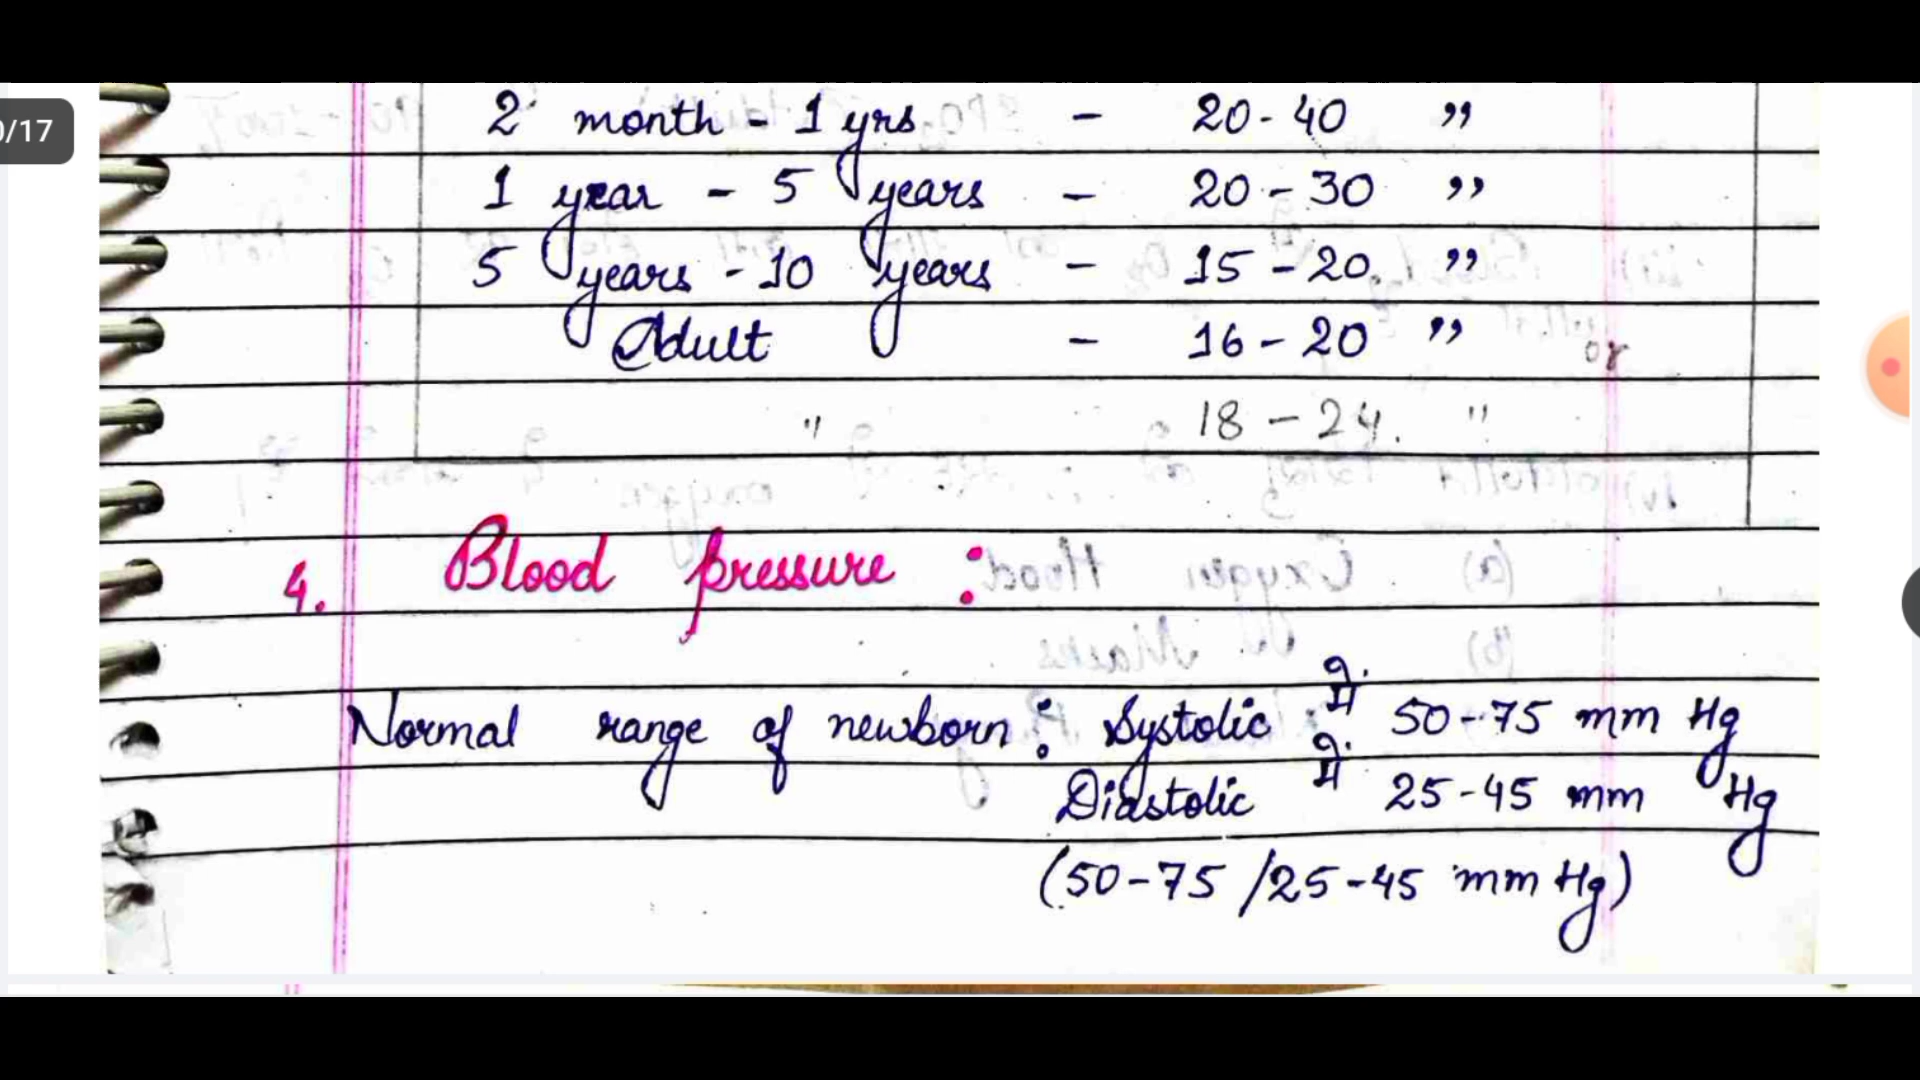 0/17
2 month - 1 yrs - 20-40 ”
1 year - 5 years - 20-30 ”
5 years - 10 years - 15-20 ”
Adult - 16-20 ” or
" 18-24. "
4. Blood pressure :
Normal range of newborn : Systolic में 50-75 mm Hg
Diastolic में 25-45 mm Hg
(50-75/25-45 mm Hg)